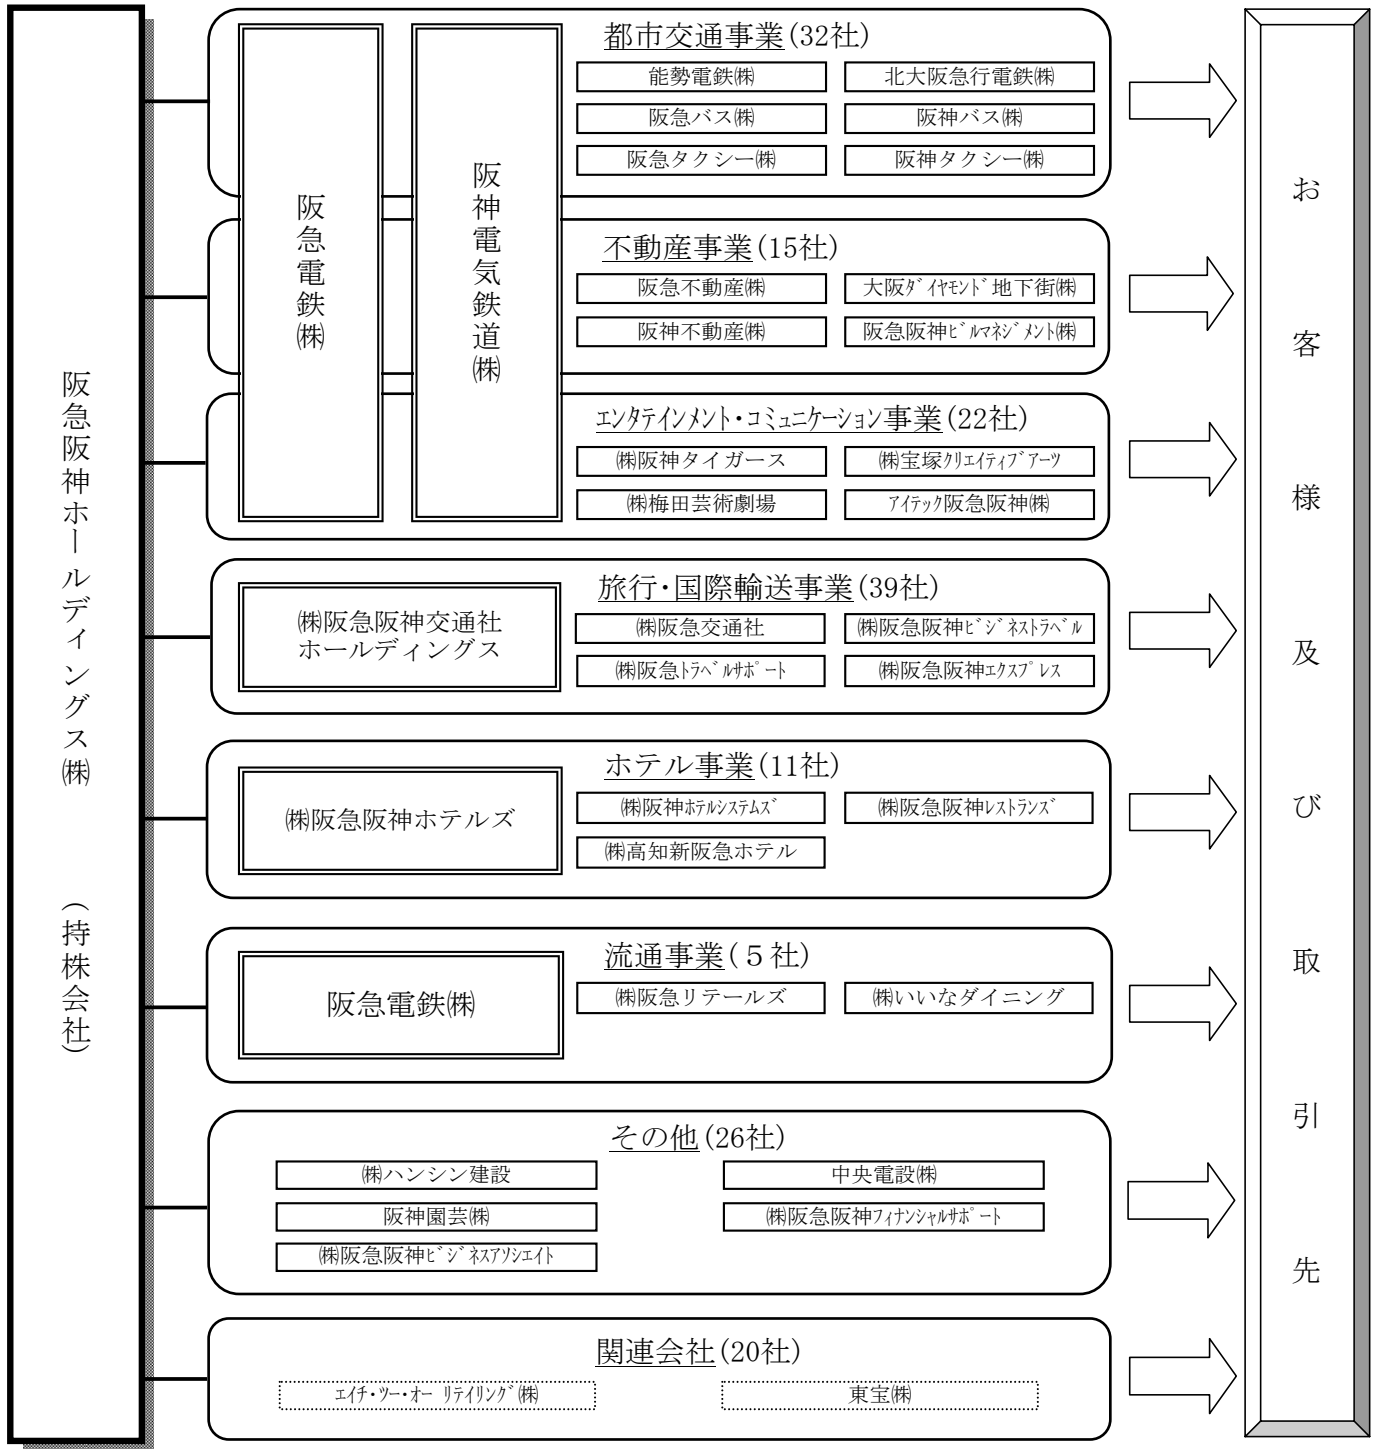 阪急阪神ホールディングス㈱
(持株会社)
阪急電鉄㈱
阪神電気鉄道㈱
都市交通事業(32社)
能勢電鉄㈱
北大阪急行電鉄㈱
阪急バス㈱
阪神バス㈱
阪急タクシー㈱
阪神タクシー㈱
不動産事業(15社)
阪急不動産㈱
大阪ﾀﾞｲﾔﾓﾝﾄﾞ地下街㈱
阪神不動産㈱
阪急阪神ﾋﾞﾙﾏﾈｼﾞﾒﾝﾄ㈱
ｴﾝﾀﾃｲﾝﾒﾝﾄ・ｺﾐｭﾆｹｰｼｮﾝ事業(22社)
㈱阪神タイガース
㈱宝塚ｸﾘｴｲﾃｨﾌﾞｱｰﾂ
㈱梅田芸術劇場
ｱｲﾃｯｸ阪急阪神㈱
㈱阪急阪神交通社
ホールディングス
旅行・国際輸送事業(39社)
㈱阪急交通社
㈱阪急阪神ﾋﾞｼﾞﾈｽﾄﾗﾍﾞﾙ
㈱阪急ﾄﾗﾍﾞﾙｻﾎﾟｰﾄ
㈱阪急阪神ｴｸｽﾌﾟﾚｽ
㈱阪急阪神ホテルズ
ホテル事業(11社)
㈱阪神ﾎﾃﾙｼｽﾃﾑｽﾞ
㈱阪急阪神ﾚｽﾄﾗﾝｽﾞ
㈱高知新阪急ホテル
阪急電鉄㈱
流通事業(５社)
㈱阪急リテールズ
㈱いいなダイニング
その他(26社)
㈱ハンシン建設
中央電設㈱
阪神園芸㈱
㈱阪急阪神ﾌｨﾅﾝｼｬﾙｻﾎﾟｰﾄ
㈱阪急阪神ﾋﾞｼﾞﾈｽｱｿｼｴｲﾄ
関連会社(20社)
ｴｲﾁ・ﾂｰ・ｵｰ ﾘﾃｲﾘﾝｸﾞ㈱
東宝㈱
お客様及び取引先